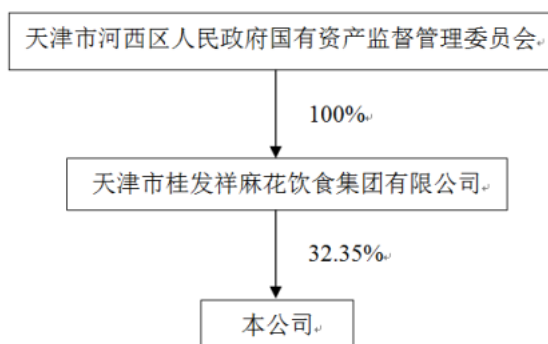 天津市河西区人民政府国有资产监督管理委员会
100%
天津市桂发祥麻花饮食集团有限公司
32.35%
本公司